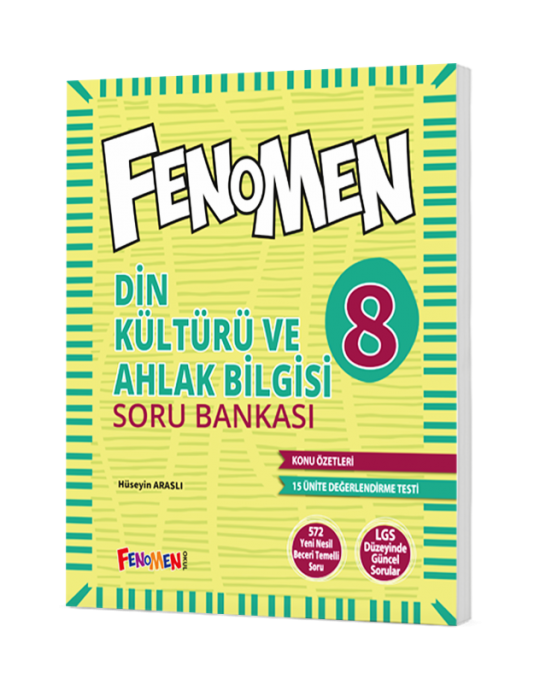 FENOMEN
DİN
KÜLTÜRÜ VE
AHLAK BİLGİSİ
8
SORU BANKASI
KONU ÖZETLERİ
15 ÜNİTE DEĞERLENDİRME TESTİ
Hüseyin ARASLI
572
Yeni Nesil
Beceri Temelli
Soru
LGS
Düzeyinde
Güncel
Sorular
FENOMEN OKUL